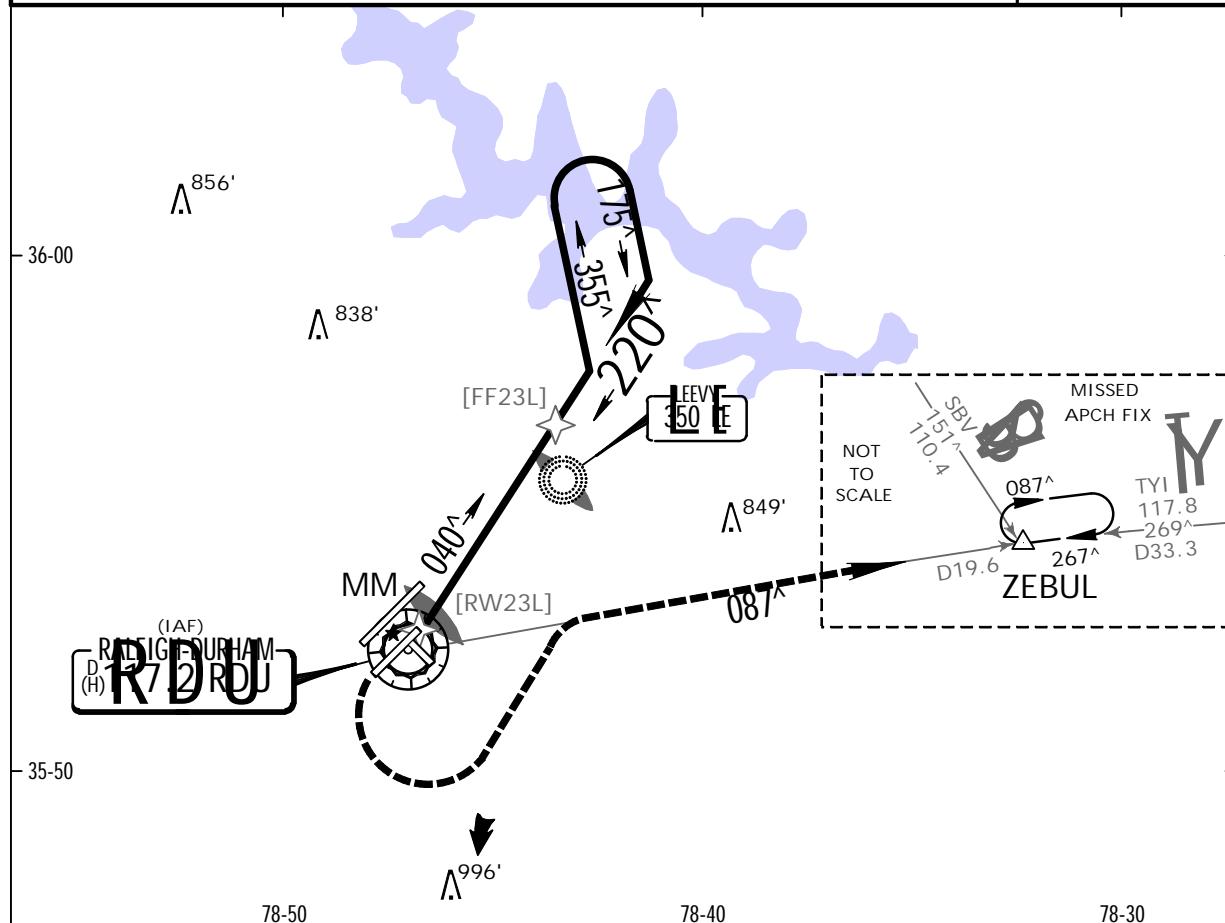 856'
175^
36-00
355^
838'
220^
[FF23L]
LEEVY
350 LE
MISSED
APCH FIX
SBV
151^
110.4
NOT
TO
SCALE
087^
TYI
117.8
269^
D33.3
849'
040^
D19.6
267^
ZEBUL
MM
[RW23L]
087^
(IAF)
RALEIGH-DURHAM
D
(H)
117.2 RDU
RDU
35-50
996'
78-50
78-40
78-30